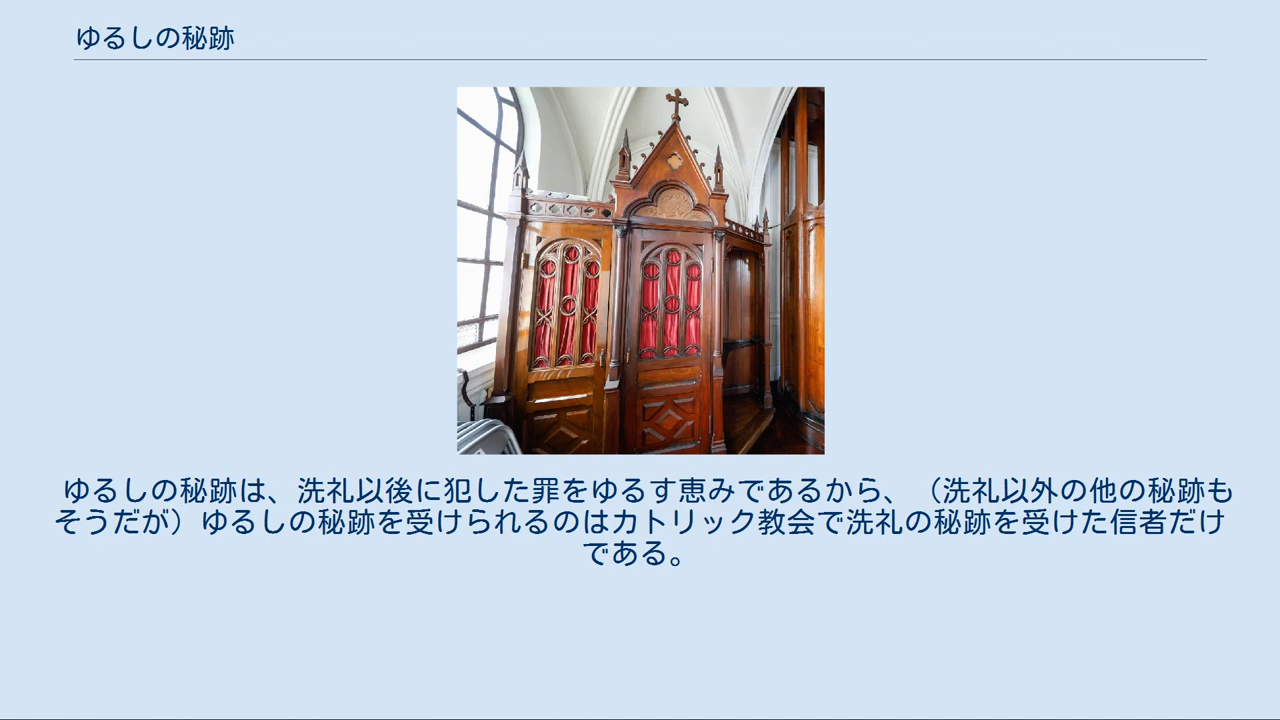 ゆるしの秘跡
ゆるしの秘跡は、洗礼以後に犯した罪をゆるす恵みであるから、（洗礼以外の他の秘跡も
そうだが）ゆるしの秘跡を受けられるのはカトリック教会で洗礼の秘跡を受けた信者だけ
である。